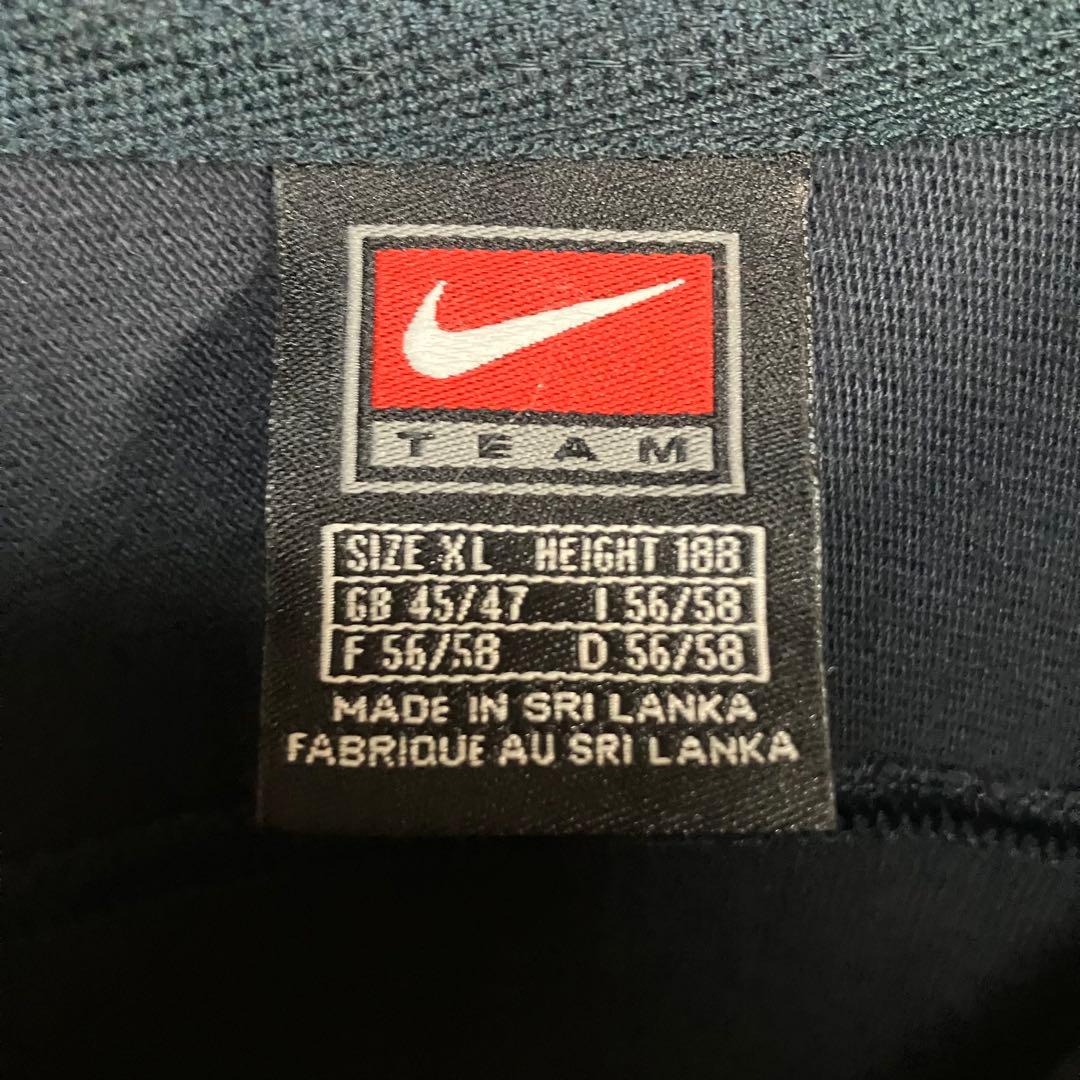 TEAM
SIZE XL HEIGHT 188
GB 45/47 I 56/58
F 56/58 D 56/58
MADE IN SRI LANKA
FABRIQUE AU SRI LANKA